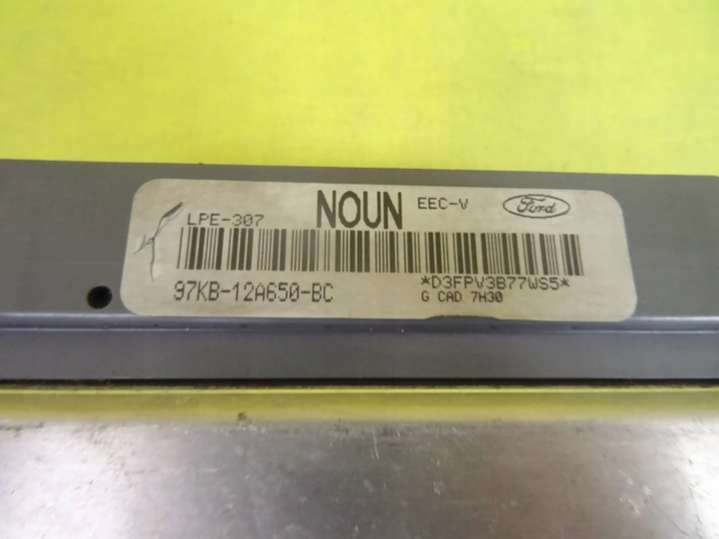 LPE-307 NOUN EEC-V Ford
97KB-12A650-BC *D3FPV3B77WS5*
G CAD 7H30